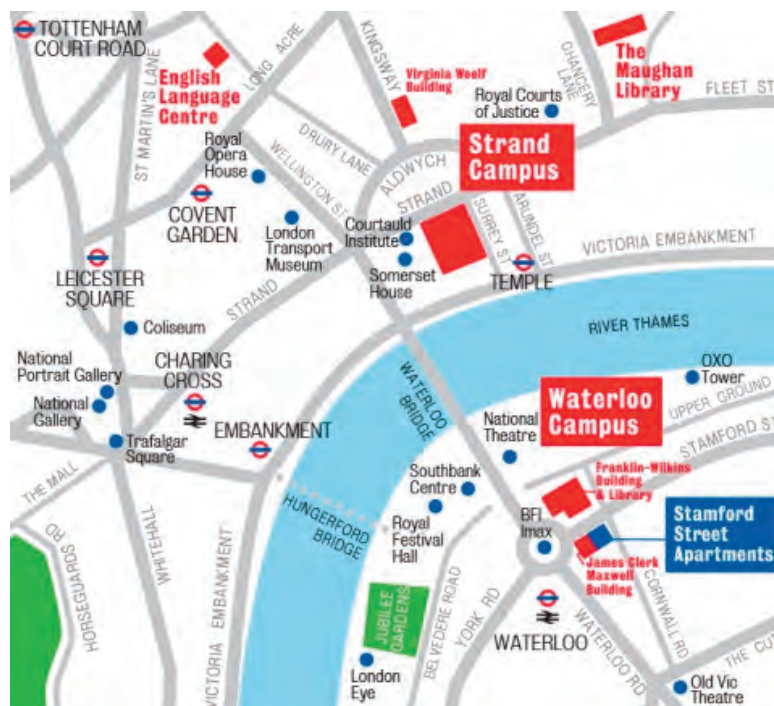 TOTTENHAM
COURT ROAD
ST MARTIN'S LANE
English
Language
Centre
LONG ACRE
KINGSWAY
Virginia Woolf
Building
Royal Courts
of Justice
CHANCERY
LANE
The
Maughan
Library
FLEET ST
DRURY LANE
Royal
Opera
House
WELLINGTON ST
ALDWYCH
Strand
Campus
STRAND
COVENT
GARDEN
London
Transport
Museum
Courtauld
Institute
Somerset
House
SURREY ST
ARUNDEL ST
TEMPLE
VICTORIA EMBANKMENT
LEICESTER
SQUARE
STRAND
Coliseum
RIVER THAMES
National
Portrait Gallery
National
Gallery
CHARING
CROSS
Trafalgar
Square
EMBANKMENT
WATERLOO
BRIDGE
OXO
Tower
Waterloo
Campus
National
Theatre
UPPER GROUND
STAMFORD ST
Southbank
Centre
Franklin-Wilkins
Building
& Library
THE MALL
HUNGERFORD
BRIDGE
Royal
Festival
Hall
BFI
Imax
Stamford
Street
Apartments
James Clerk
Maxwell
Building
HORSEGUARDS RD
WHITEHALL
VICTORIA EMBANKMENT
JUBILEE
GARDENS
BELVEDERE ROAD
YORK RD
WATERLOO
WATERLOO RD
CORNWALL RD
THE CU
London
Eye
Old Vic
Theatre